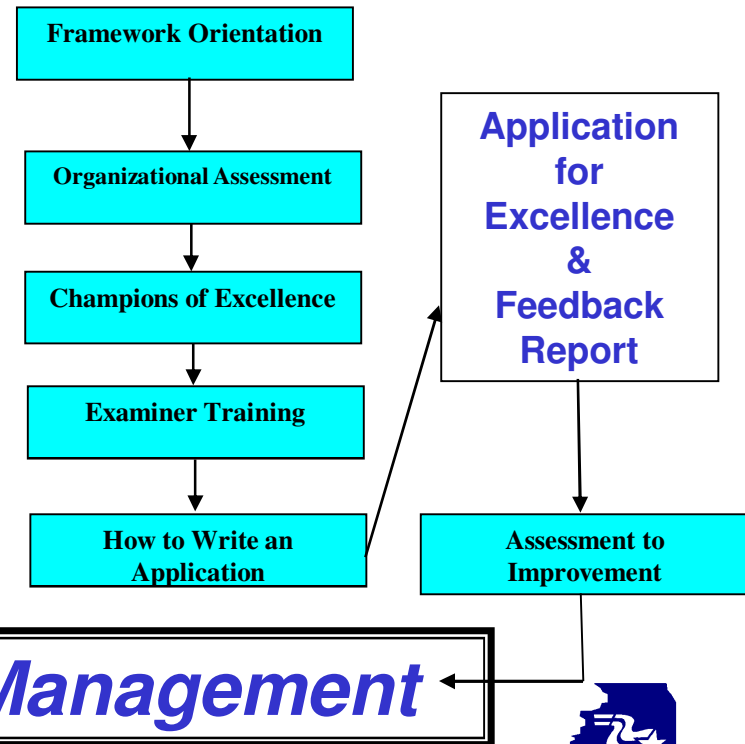 Framework Orientation
Organizational Assessment
Champions of Excellence
Examiner Training
How to Write an
Application
Application
for
Excellence
&
Feedback
Report
Assessment to
Improvement
Management